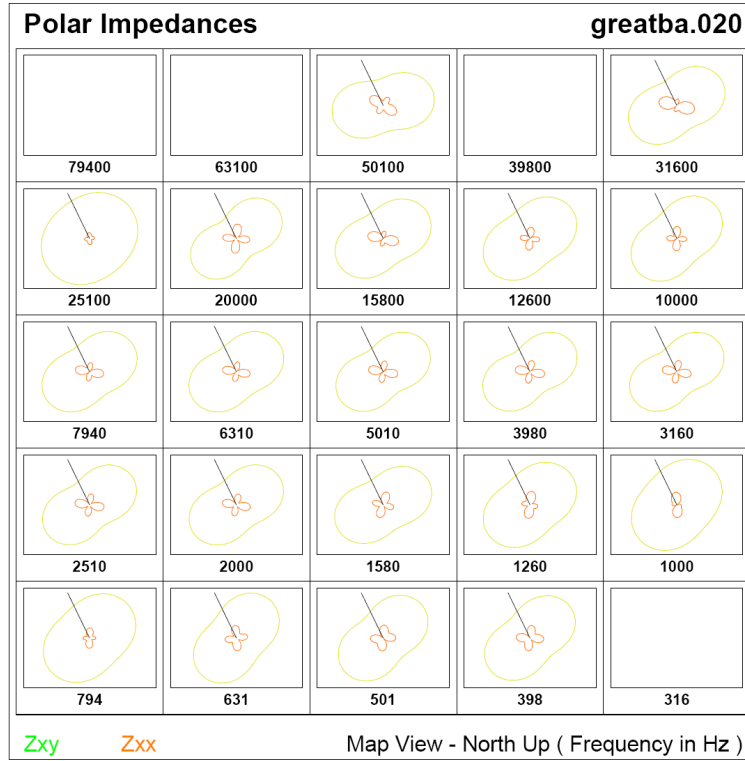 Polar Impedances greatba.020
79400 63100 50100 39800 31600
25100 20000 15800 12600 10000
7940 6310 5010 3980 3160
2510 2000 1580 1260 1000
794 631 501 398 316
Zxy Zxx Map View - North Up ( Frequency in Hz )